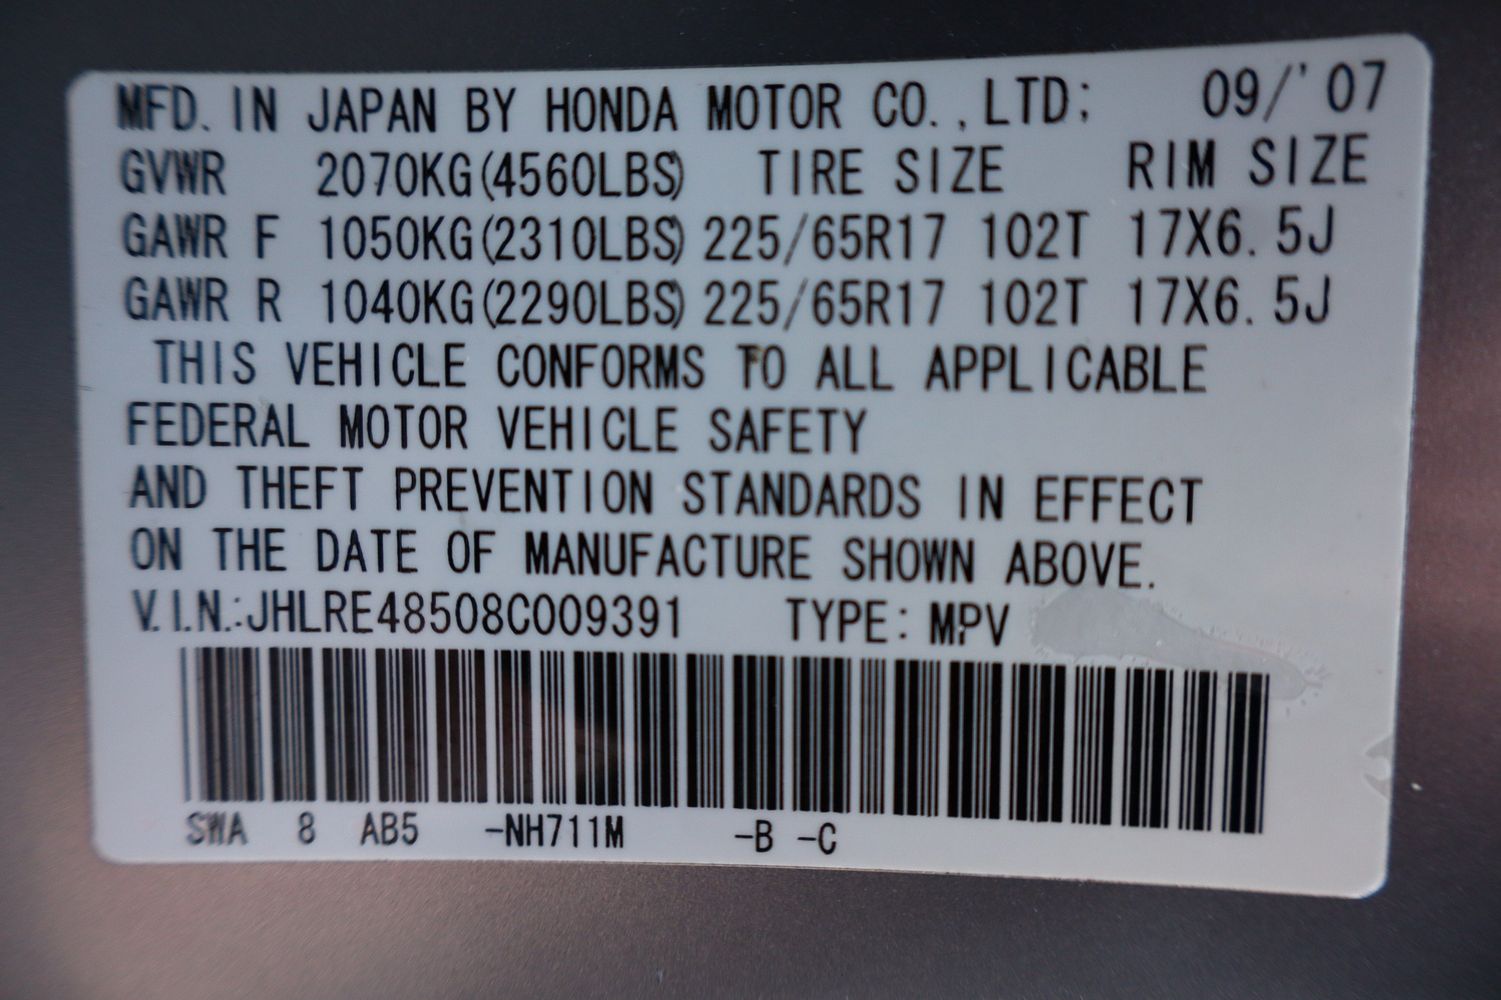 MFD. IN JAPAN BY HONDA MOTOR CO.,LTD; 09/'07
GVWR 2070KG(4560LBS) TIRE SIZE RIM SIZE
GAWR F 1050KG(2310LBS) 225/65R17 102T 17X6.5J
GAWR R 1040KG(2290LBS) 225/65R17 102T 17X6.5J
THIS VEHICLE CONFORMS TO ALL APPLICABLE
FEDERAL MOTOR VEHICLE SAFETY
AND THEFT PREVENTION STANDARDS IN EFFECT
ON THE DATE OF MANUFACTURE SHOWN ABOVE.
V.I.N.:JHLRE48508C009391 TYPE: MPV
SWA 8 AB5 -NH711M -B -C